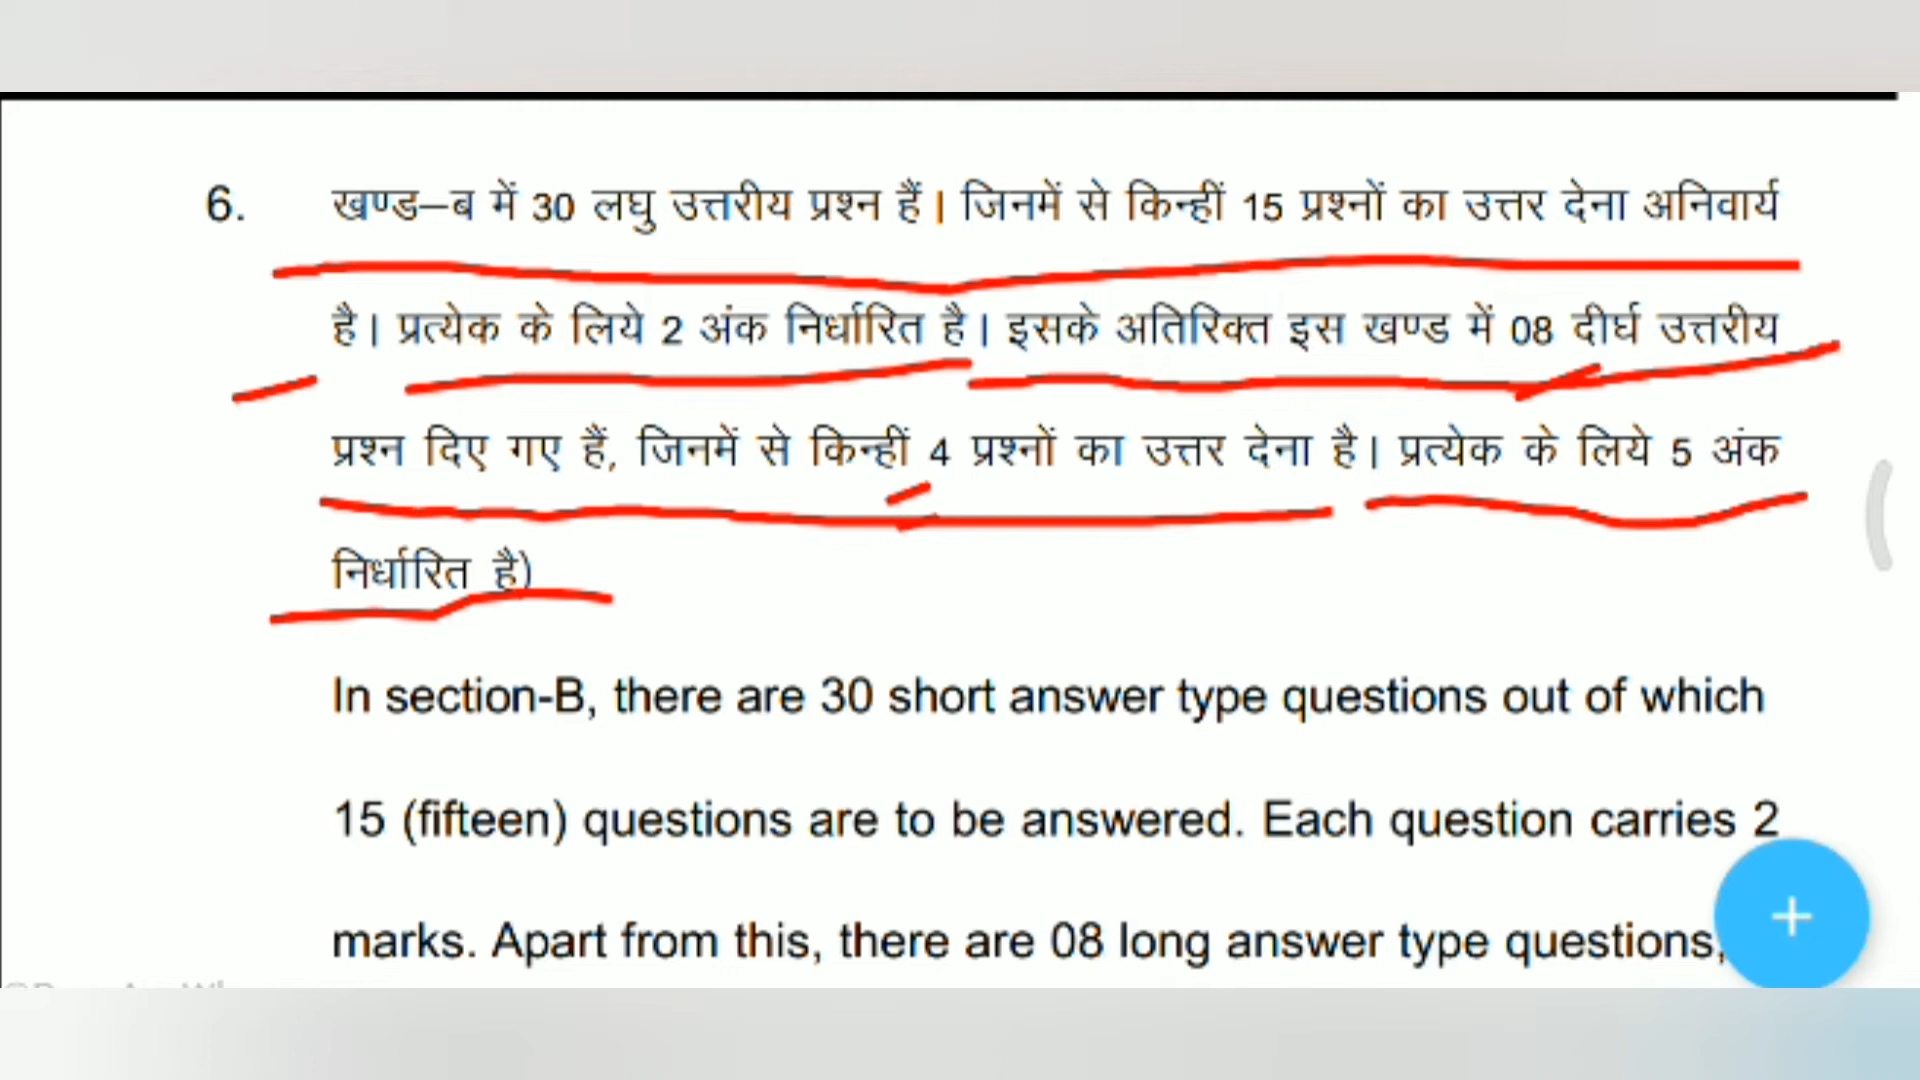 6. खण्ड–ब में 30 लघु उत्तरीय प्रश्न हैं। जिनमें से किन्हीं 15 प्रश्नों का उत्तर देना अनिवार्य
है। प्रत्येक के लिये 2 अंक निर्धारित है। इसके अतिरिक्त इस खण्ड में 08 दीर्घ उत्तरीय
प्रश्न दिए गए हैं, जिनमें से किन्हीं 4 प्रश्नों का उत्तर देना है। प्रत्येक के लिये 5 अंक
निर्धारित है)
In section-B, there are 30 short answer type questions out of which
15 (fifteen) questions are to be answered. Each question carries 2
marks. Apart from this, there are 08 long answer type questions,